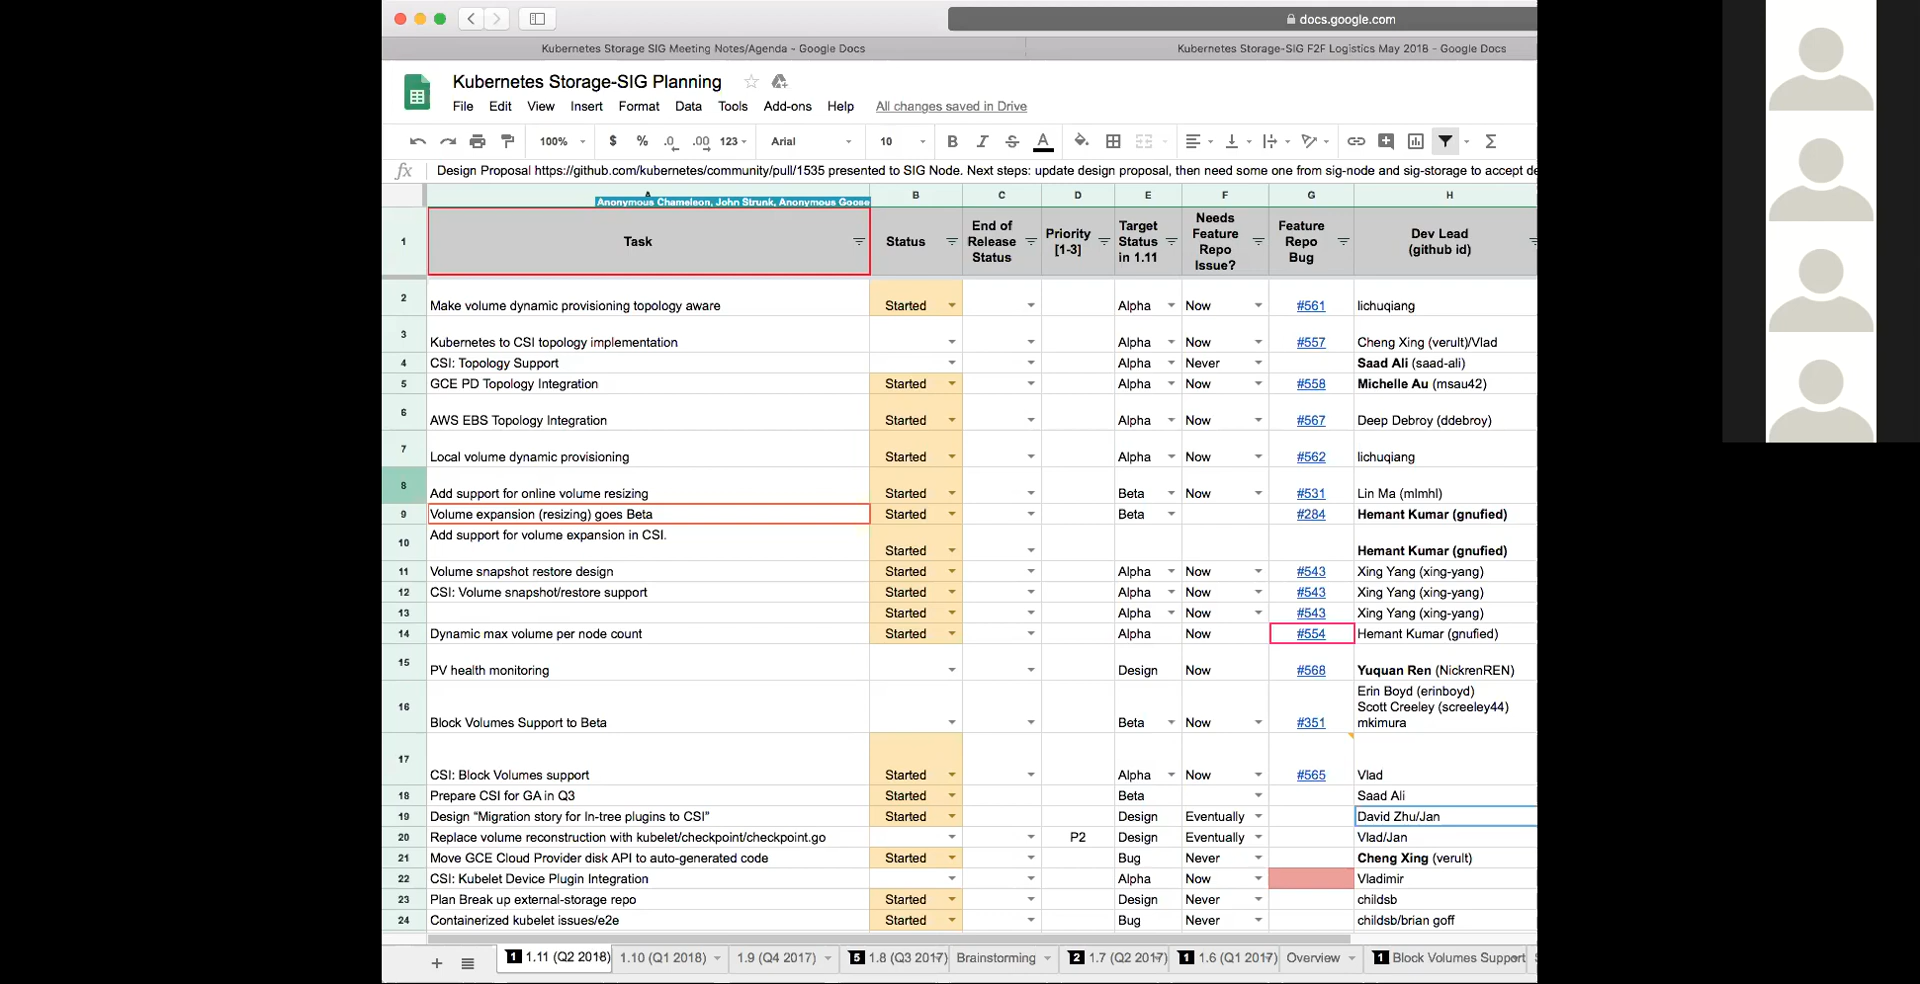 docs.google.com
Kubernetes Storage SIG Meeting Notes/Agenda - Google Docs
Kubernetes Storage-SIG F2F Logistics May 2018 - Google Docs
Kubernetes Storage-SIG Planning
File Edit View Insert Format Data Tools Add-ons Help All changes saved in Drive
100% $ % .0 .00 123 Arial 10 B I S A
fx Design Proposal https://github.com/kubernetes/community/pull/1535 presented to SIG Node. Next steps: update design proposal, then need some one from sig-node and sig-storage to accept de
A B C D E F G H
Anonymous Chameleon, John Strunk, Anonymous Goose
1 Task Status End of Release Status Priority [1-3] Target Status in 1.11 Needs Feature Repo Issue? Feature Repo Bug Dev Lead (github id)
2 Make volume dynamic provisioning topology aware Started Alpha Now #561 lichuqiang
3 Kubernetes to CSI topology implementation Alpha Now #557 Cheng Xing (verult)/Vlad
4 CSI: Topology Support Alpha Never Saad Ali (saad-ali)
5 GCE PD Topology Integration Started Alpha Now #558 Michelle Au (msau42)
6 AWS EBS Topology Integration Started Alpha Now #567 Deep Debroy (ddebroy)
7 Local volume dynamic provisioning Started Alpha Now #562 lichuqiang
8 Add support for online volume resizing Started Beta Now #531 Lin Ma (mlmhl)
9 Volume expansion (resizing) goes Beta Started Beta #284 Hemant Kumar (gnufied)
10 Add support for volume expansion in CSI. Started Hemant Kumar (gnufied)
11 Volume snapshot restore design Started Alpha Now #543 Xing Yang (xing-yang)
12 CSI: Volume snapshot/restore support Started Alpha Now #543 Xing Yang (xing-yang)
13 Started Alpha Now #543 Xing Yang (xing-yang)
14 Dynamic max volume per node count Started Alpha Now #554 Hemant Kumar (gnufied)
15 PV health monitoring Design Now #568 Yuquan Ren (NickrenREN)
16 Block Volumes Support to Beta Beta Now #351 Erin Boyd (erinboyd) Scott Creeley (screeley44) mkimura
17 CSI: Block Volumes support Started Alpha Now #565 Vlad
18 Prepare CSI for GA in Q3 Started Beta Saad Ali
19 Design “Migration story for In-tree plugins to CSI” Started Design Eventually David Zhu/Jan
20 Replace volume reconstruction with kubelet/checkpoint/checkpoint.go P2 Design Eventually Vlad/Jan
21 Move GCE Cloud Provider disk API to auto-generated code Started Bug Never Cheng Xing (verult)
22 CSI: Kubelet Device Plugin Integration Alpha Now Vladimir
23 Plan Break up external-storage repo Started Design Never childsb
24 Containerized kubelet issues/e2e Started Bug Never childsb/brian goff
1 1.11 (Q2 2018) 1.10 (Q1 2018) 1.9 (Q4 2017) 5 1.8 (Q3 2017) Brainstorming 2 1.7 (Q2 2017) 1 1.6 (Q1 2017) Overview 1 Block Volumes Support